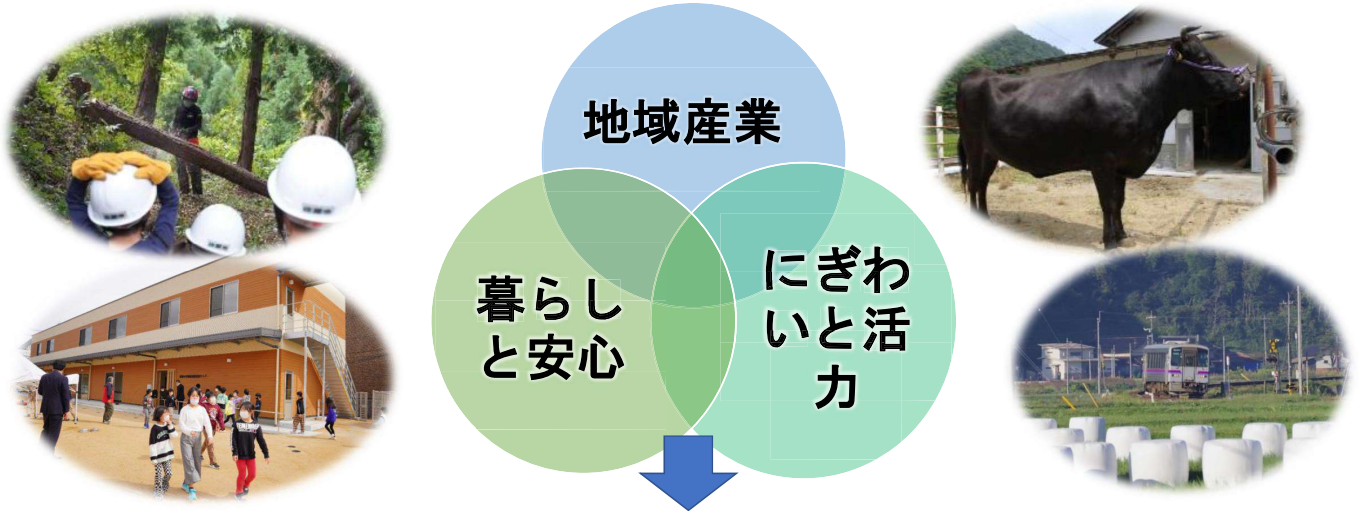 地域産業
暮らし
と安心
にぎわ
いと活
力